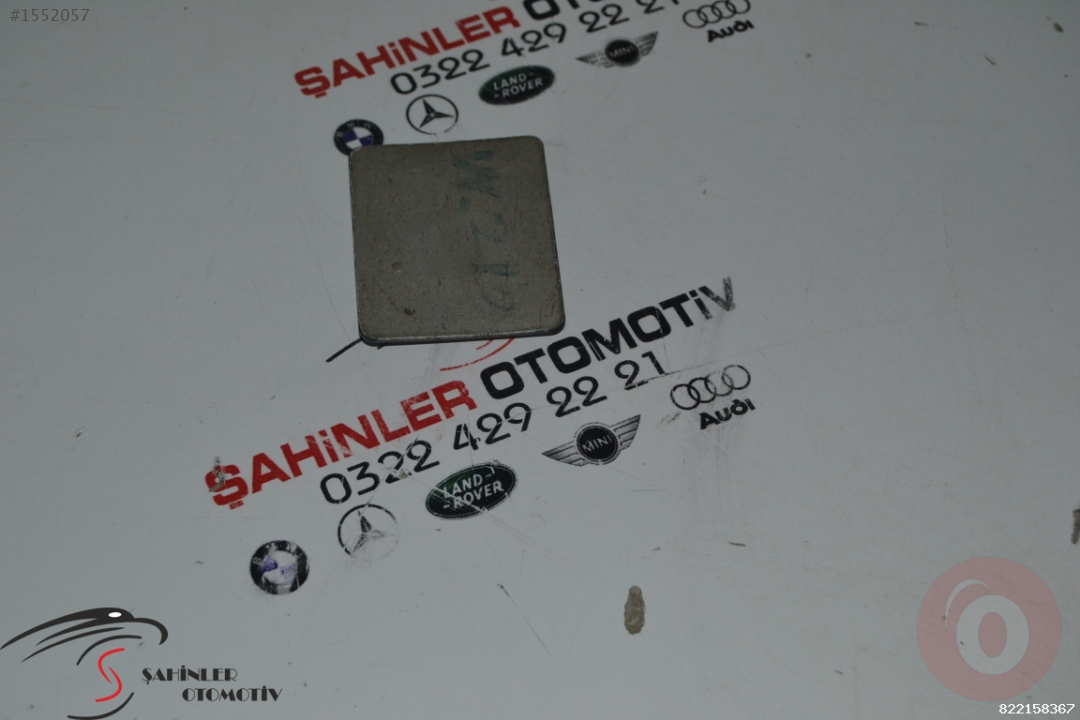 #1552057
ŞAHİNLER OTO
0322 429 22 21
LAND-
-ROVER
MINI
Audi
ŞAHİNLER OTOMOTİV
0322 429 22 21
LAND-
-ROVER
MINI
Audi
ŞAHİNLER
OTOMOTİV
822158367